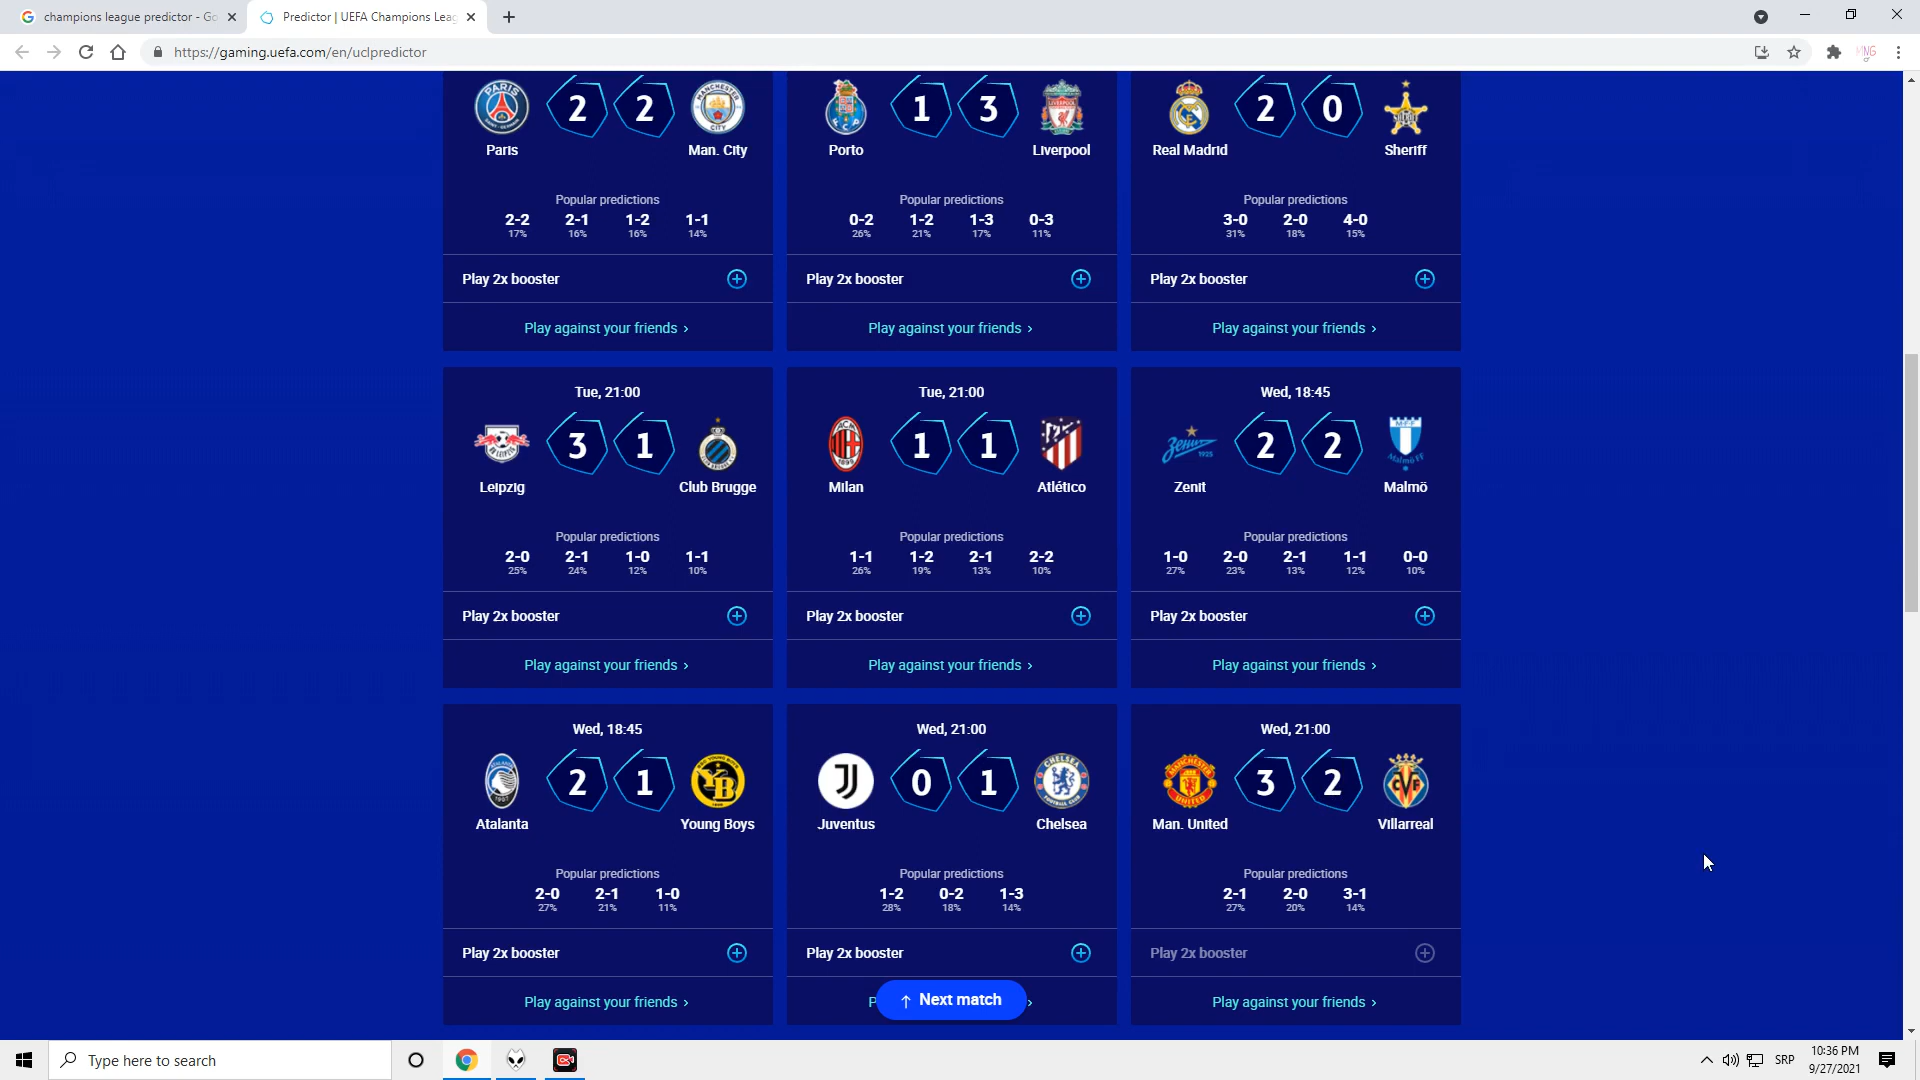 champions league predictor - Go
Predictor | UEFA Champions Leag
https://gaming.uefa.com/en/uclpredictor
2 2
1 3
2 0
Paris Man. City
Porto Liverpool
Real Madrid Sheriff
Popular predictions
2-2 2-1 1-2 1-1
17% 16% 16% 14%
Popular predictions
0-2 1-2 1-3 0-3
26% 21% 17% 11%
Popular predictions
3-0 2-0 4-0
31% 18% 15%
Play 2x booster
Play 2x booster
Play 2x booster
Play against your friends ›
Play against your friends ›
Play against your friends ›
Tue, 21:00
3 1
Leipzig Club Brugge
Popular predictions
2-0 2-1 1-0 1-1
25% 24% 12% 10%
Play 2x booster
Play against your friends ›
Tue, 21:00
1 1
Milan Atlético
Popular predictions
1-1 1-2 2-1 2-2
26% 19% 13% 10%
Play 2x booster
Play against your friends ›
Wed, 18:45
2 2
Zenit Malmö
Popular predictions
1-0 2-0 2-1 1-1 0-0
27% 23% 13% 12% 10%
Play 2x booster
Play against your friends ›
Wed, 18:45
2 1
Atalanta Young Boys
Popular predictions
2-0 2-1 1-0
27% 21% 11%
Play 2x booster
Play against your friends ›
Wed, 21:00
0 1
Juventus Chelsea
Popular predictions
1-2 0-2 1-3
28% 18% 14%
Play 2x booster
P ›
↑ Next match
Wed, 21:00
3 2
Man. United Villarreal
Popular predictions
2-1 2-0 3-1
27% 20% 14%
Play 2x booster
Play against your friends ›
Type here to search
SRP
10:36 PM
9/27/2021